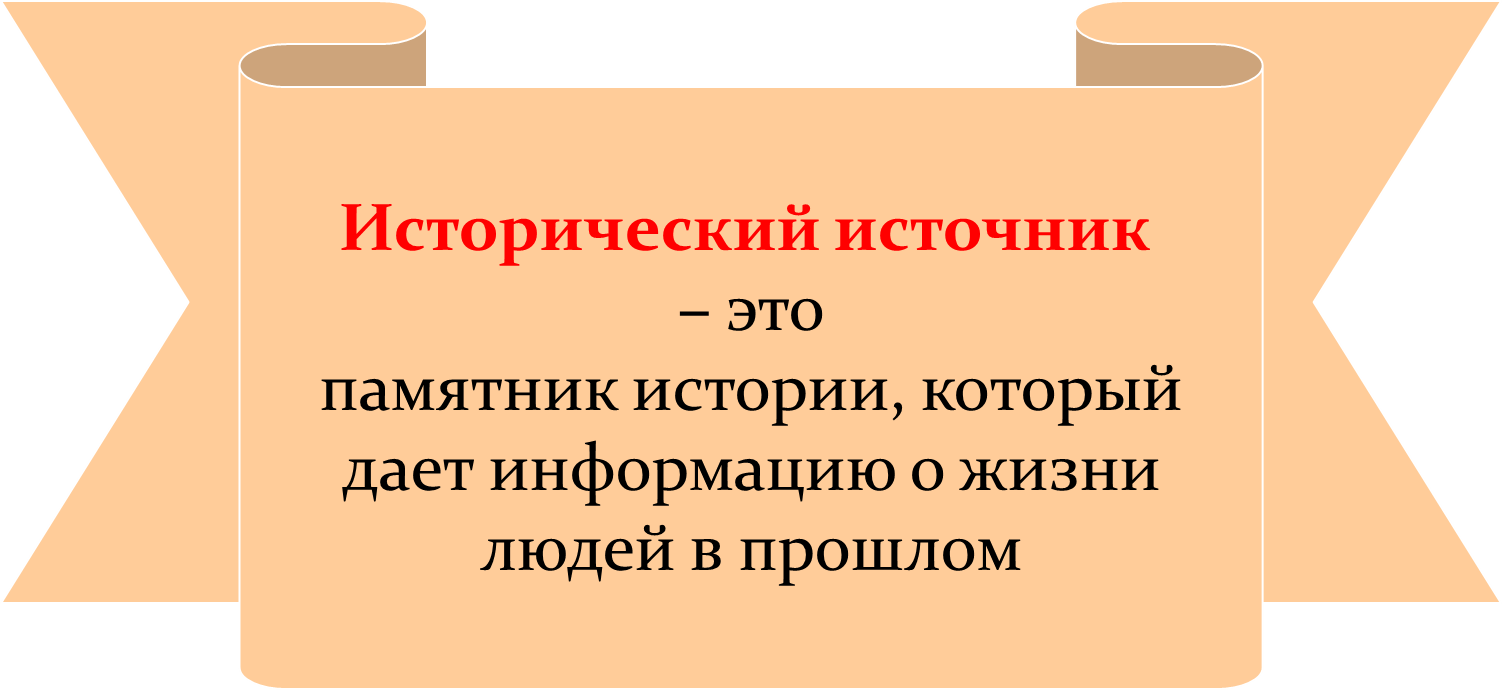 Исторический источник
– это
памятник истории, который
дает информацию о жизни
людей в прошлом